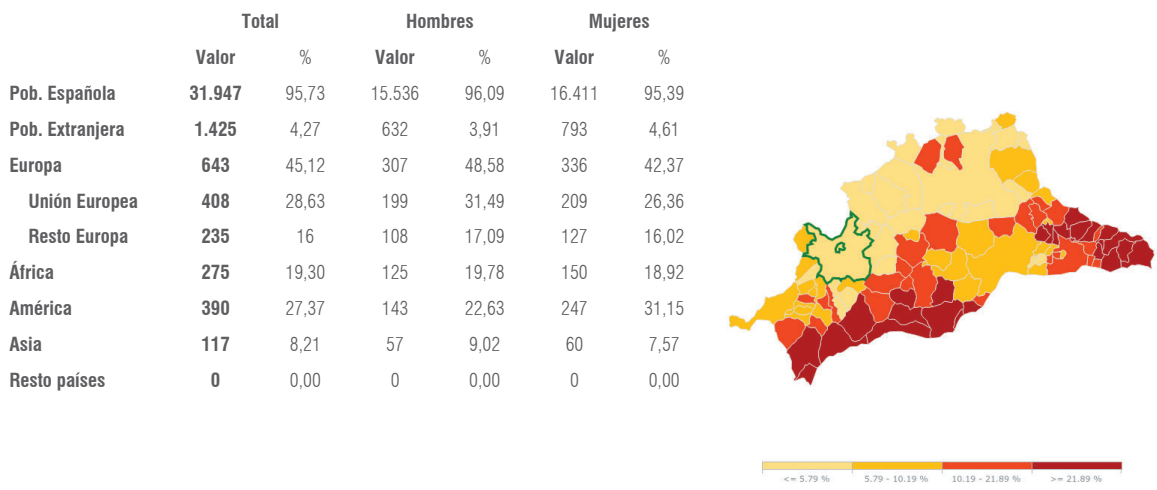 Total Hombres Mujeres
Valor % Valor % Valor %
Pob. Española 31.947 95,73 15.536 96,09 16.411 95,39
Pob. Extranjera 1.425 4,27 632 3,91 793 4,61
Europa 643 45,12 307 48,58 336 42,37
Unión Europea 408 28,63 199 31,49 209 26,36
Resto Europa 235 16 108 17,09 127 16,02
África 275 19,30 125 19,78 150 18,92
América 390 27,37 143 22,63 247 31,15
Asia 117 8,21 57 9,02 60 7,57
Resto países 0 0,00 0 0,00 0 0,00
<= 5.79 % 5.79 - 10.19 % 10.19 - 21.89 % >= 21.89 %